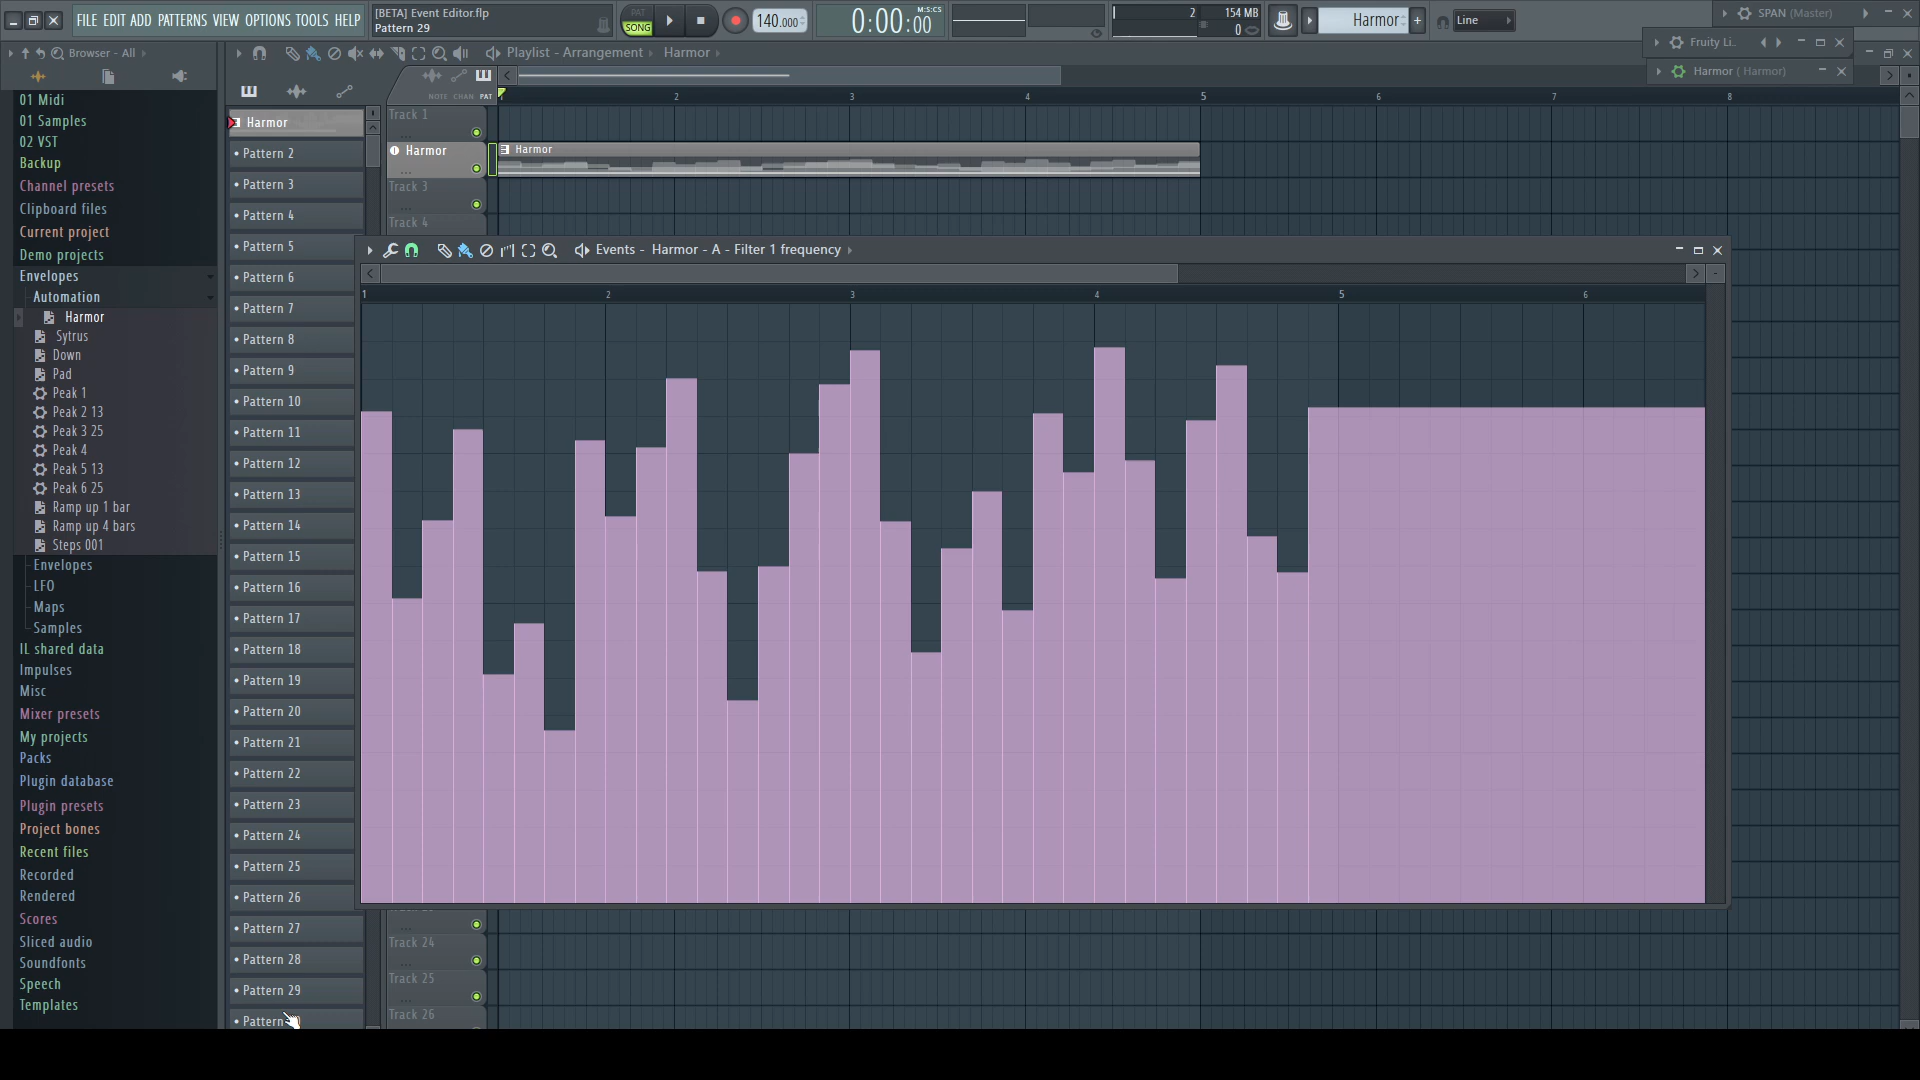 FILE EDIT ADD PATTERNS VIEW OPTIONS TOOLS HELP
[BETA] Event Editor.flp
Pattern 29
PAT
SONG
140.000
0:00:00
M:S:CS
2
154 MB
0
Harmor
Line
SPAN (Master)
Fruity Li..
Harmor ( Harmor)
Browser - All
Playlist - Arrangement
Harmor
NOTE CHAN PAT
1 2 3 4 5 6 7 8
01 Midi
01 Samples
02 VST
Backup
Channel presets
Clipboard files
Current project
Demo projects
Envelopes
Automation
Harmor
Sytrus
Down
Pad
Peak 1
Peak 2 13
Peak 3 25
Peak 4
Peak 5 13
Peak 6 25
Ramp up 1 bar
Ramp up 4 bars
Steps 001
Envelopes
LFO
Maps
Samples
IL shared data
Impulses
Misc
Mixer presets
My projects
Packs
Plugin database
Plugin presets
Project bones
Recent files
Recorded
Rendered
Scores
Sliced audio
Soundfonts
Speech
Templates
Harmor
Pattern 2
Pattern 3
Pattern 4
Pattern 5
Pattern 6
Pattern 7
Pattern 8
Pattern 9
Pattern 10
Pattern 11
Pattern 12
Pattern 13
Pattern 14
Pattern 15
Pattern 16
Pattern 17
Pattern 18
Pattern 19
Pattern 20
Pattern 21
Pattern 22
Pattern 23
Pattern 24
Pattern 25
Pattern 26
Pattern 27
Pattern 28
Pattern 29
Pattern
Track 1
Harmor
Harmor
Track 3
Track 4
Events - Harmor - A - Filter 1 frequency
1 2 3 4 5 6
Track 24
Track 25
Track 26